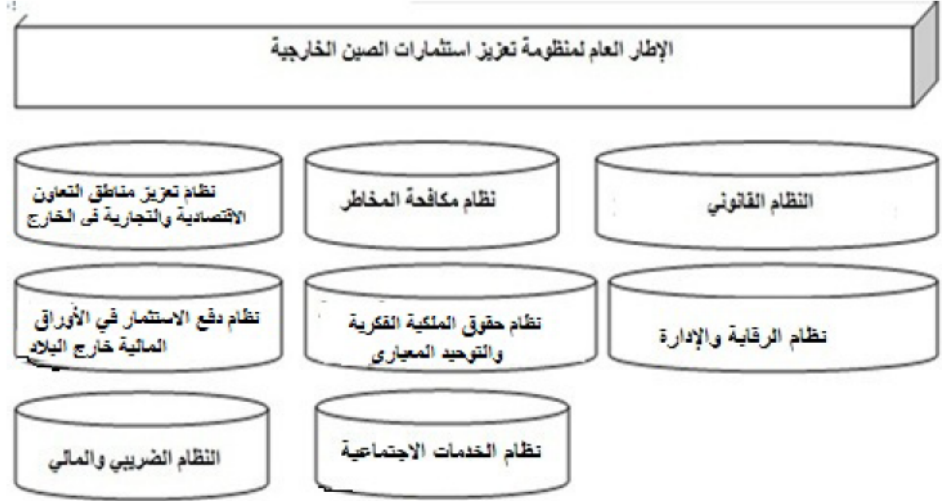 الإطار العام لمنظومة تعزيز استثمارات الصين الخارجية
النظام القانوني
نظام مكافحة المخاطر
نظام تعزيز مناطق التعاون
الاقتصادية والتجارية فى الخارج
نظام الرقابة والإدارة
نظام حقوق الملكية الفكرية
والتوحيد المعيارى
نظام دفع الاستثمار في الأوراق
المالية خارج البلاد
نظام الخدمات الاجتماعية
النظام الضريبي والمالي